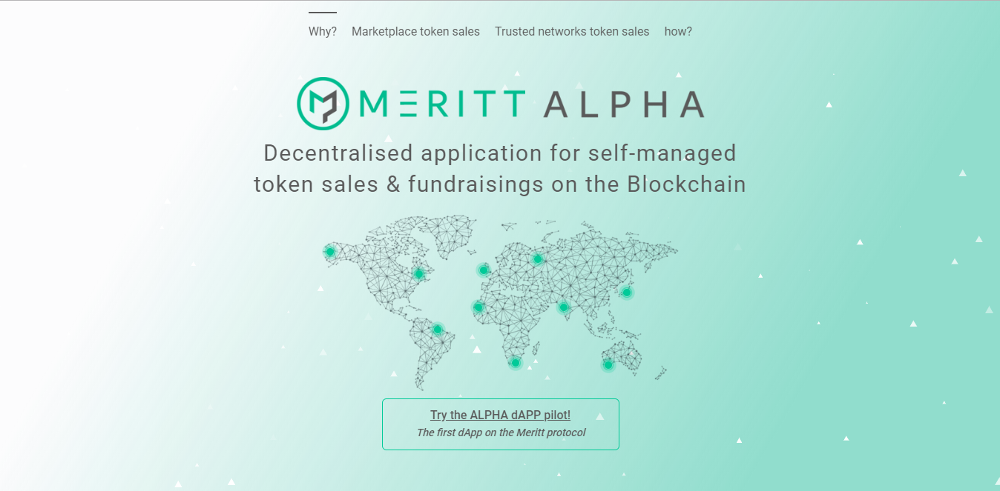 Why? Marketplace token sales Trusted networks token sales how?
MERITT ALPHA
Decentralised application for self-managed
token sales & fundraisings on the Blockchain
Try the ALPHA dAPP pilot!
The first dApp on the Meritt protocol